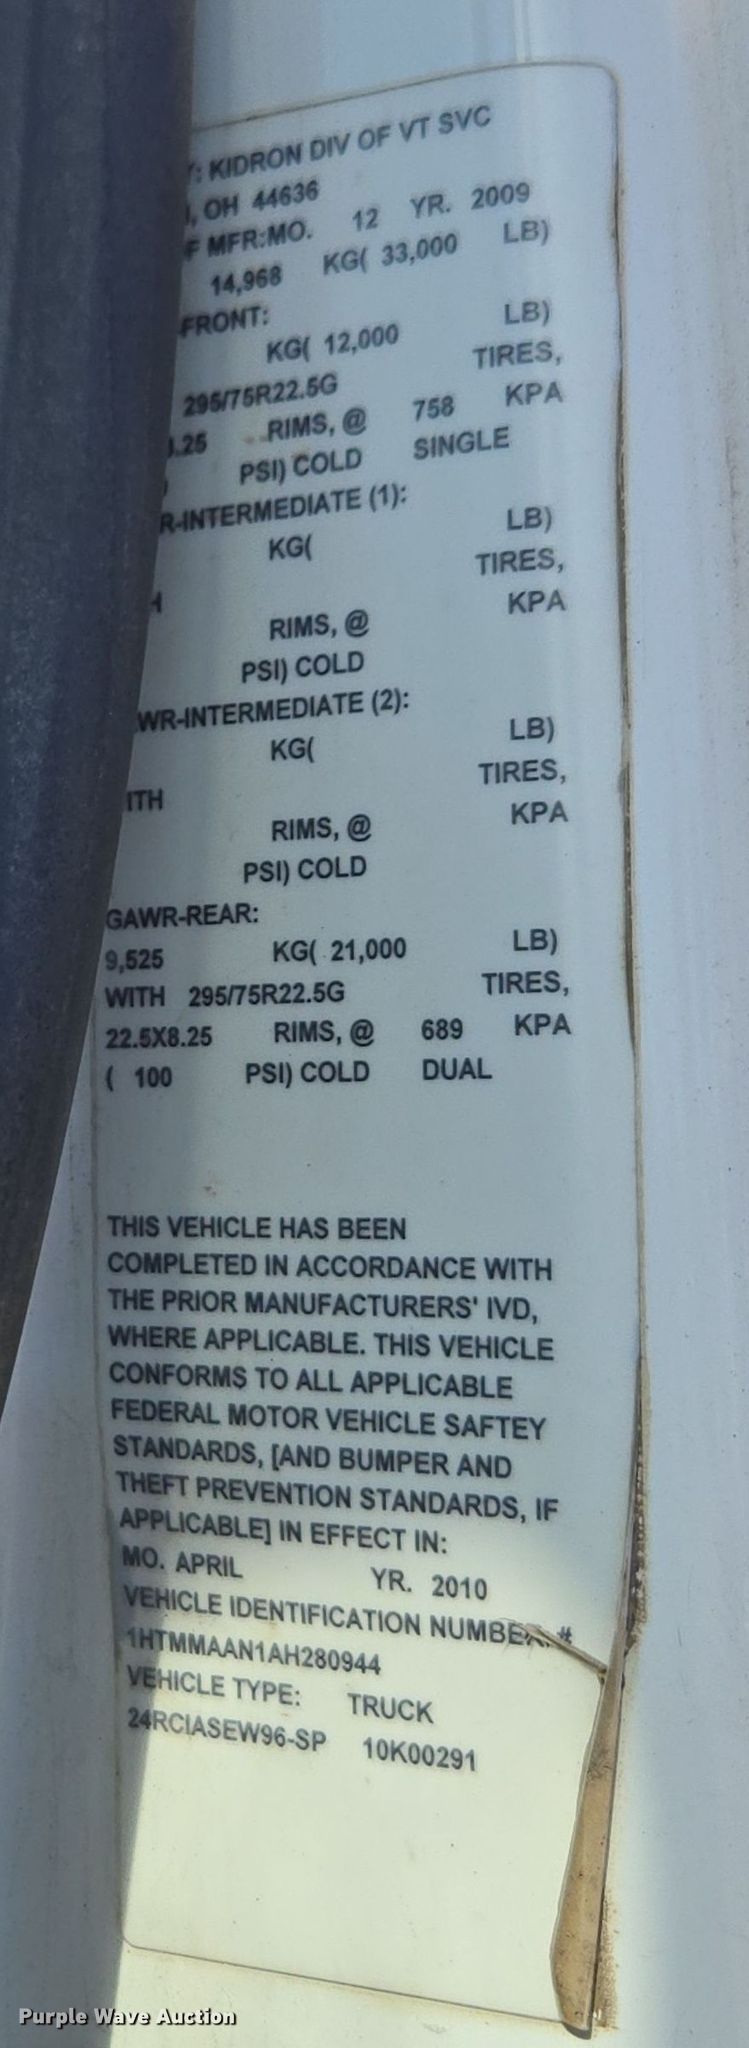 : KIDRON DIV OF VT SVC
, OH 44636
F MFR:MO. 12 YR. 2009
14,968 KG( 33,000 LB)
-FRONT:
KG( 12,000 LB)
295/75R22.5G TIRES,
.25 RIMS, @ 758 KPA
) PSI) COLD SINGLE
R-INTERMEDIATE (1):
KG( LB)
TIRES,
H
RIMS, @ KPA
PSI) COLD
WR-INTERMEDIATE (2):
KG( LB)
ITH TIRES,
RIMS, @ KPA
PSI) COLD
GAWR-REAR:
9,525 KG( 21,000 LB)
WITH 295/75R22.5G TIRES,
22.5X8.25 RIMS, @ 689 KPA
( 100 PSI) COLD DUAL
THIS VEHICLE HAS BEEN
COMPLETED IN ACCORDANCE WITH
THE PRIOR MANUFACTURERS' IVD,
WHERE APPLICABLE. THIS VEHICLE
CONFORMS TO ALL APPLICABLE
FEDERAL MOTOR VEHICLE SAFTEY
STANDARDS, [AND BUMPER AND
THEFT PREVENTION STANDARDS, IF
APPLICABLE] IN EFFECT IN:
MO. APRIL YR. 2010
VEHICLE IDENTIFICATION NUMBER: #
1HTMMAAN1AH280944
VEHICLE TYPE: TRUCK
24RCIASEW96-SP 10K00291
Purple Wave Auction